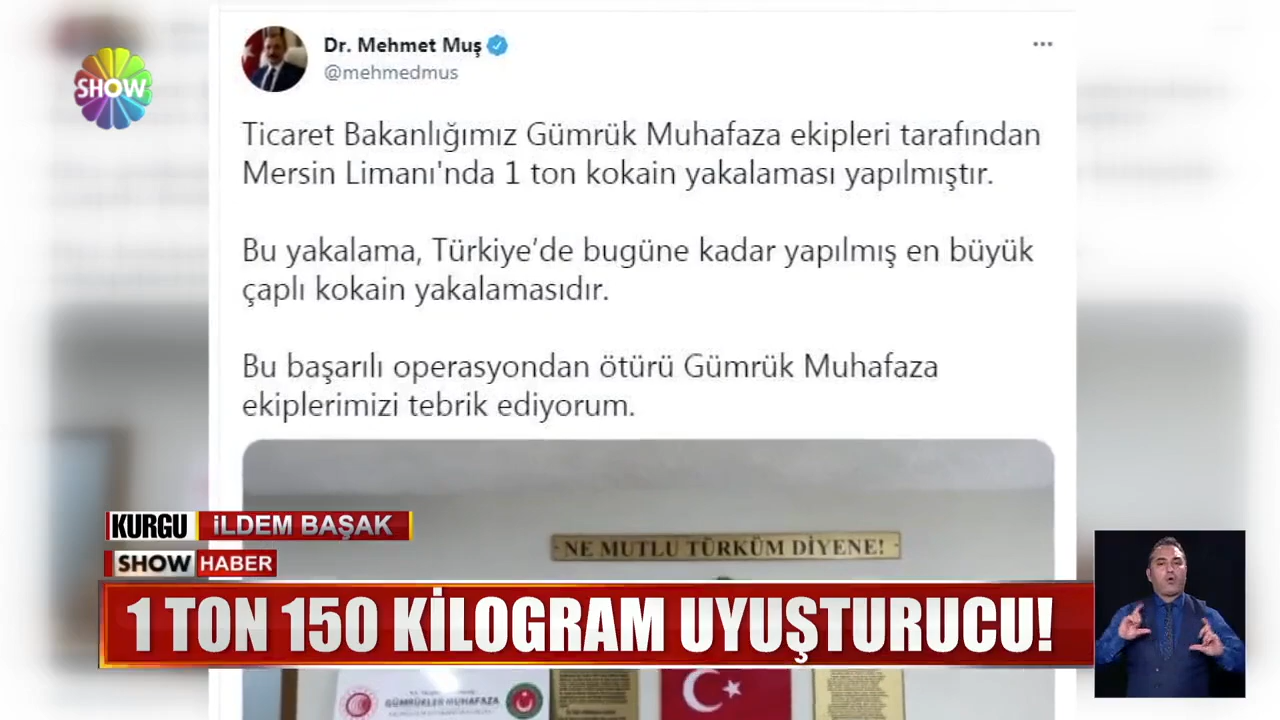 SHOW
Dr. Mehmet Muş
@mehmedmus
Ticaret Bakanlığımız Gümrük Muhafaza ekipleri tarafından
Mersin Limanı'nda 1 ton kokain yakalaması yapılmıştır.
Bu yakalama, Türkiye’de bugüne kadar yapılmış en büyük
çaplı kokain yakalamasıdır.
Bu başarılı operasyondan ötürü Gümrük Muhafaza
ekiplerimizi tebrik ediyorum.
KURGU İLDEM BAŞAK
NE MUTLU TÜRKÜM DİYENE!
SHOW HABER
1 TON 150 KİLOGRAM UYUŞTURUCU!
GÜMRÜKLER MUHAFAZA